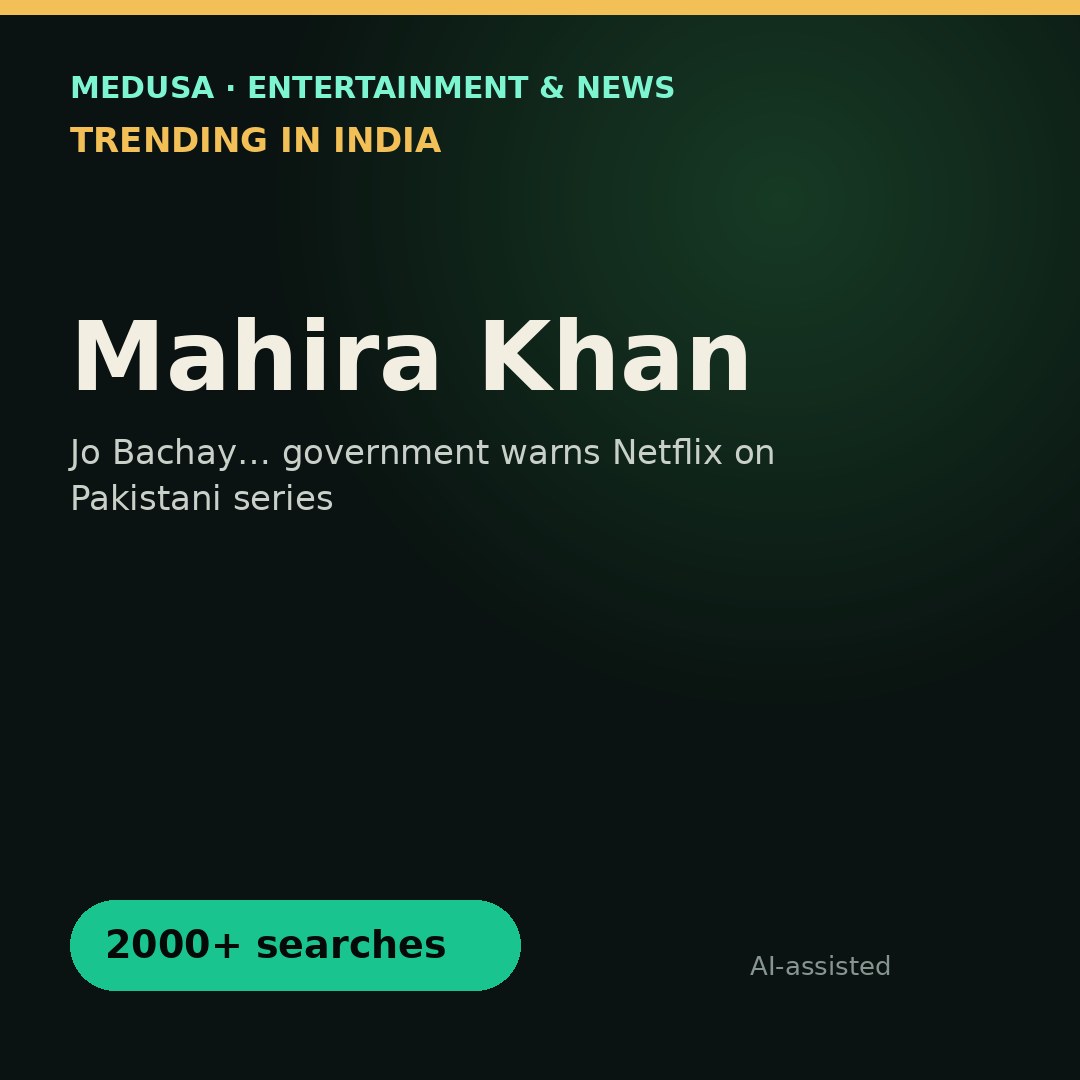 MEDUSA · ENTERTAINMENT & NEWS
TRENDING IN INDIA
Mahira Khan
Jo Bachay… government warns Netflix on
Pakistani series
2000+ searches
AI-assisted